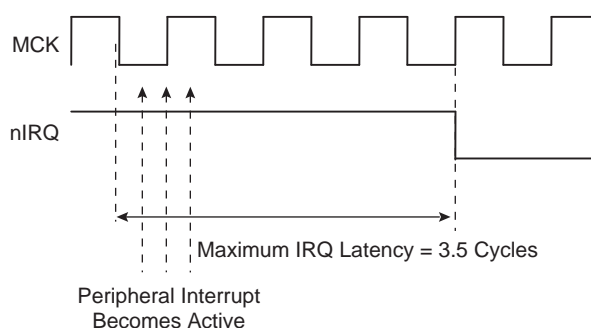 MCK
nIRQ
Maximum IRQ Latency = 3.5 Cycles
Peripheral Interrupt
Becomes Active